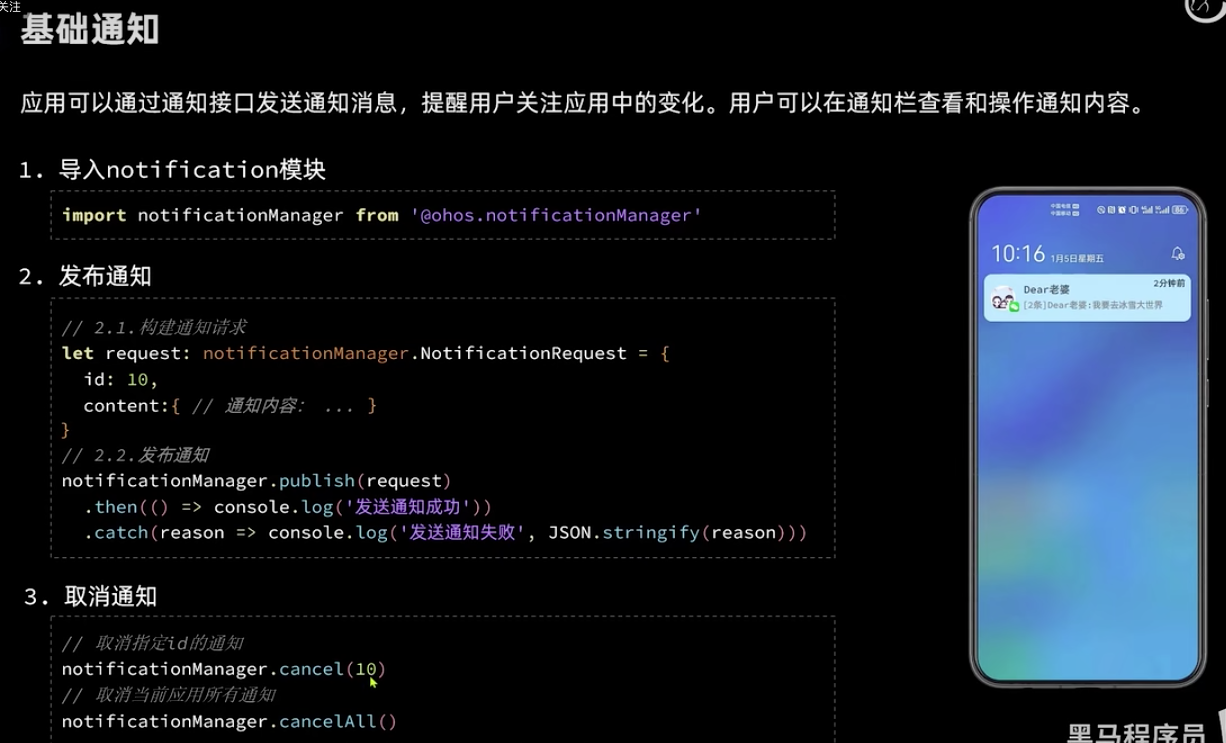 关注
基础通知
应用可以通过通知接口发送通知消息，提醒用户关注应用中的变化。用户可以在通知栏查看和操作通知内容。
1. 导入notification模块
import notificationManager from '@ohos.notificationManager'
2. 发布通知
// 2.1.构建通知请求
let request: notificationManager.NotificationRequest = {
id: 10,
content:{ // 通知内容: ... }
}
// 2.2.发布通知
notificationManager.publish(request)
.then(() => console.log('发送通知成功'))
.catch(reason => console.log('发送通知失败', JSON.stringify(reason)))
3. 取消通知
// 取消指定id的通知
notificationManager.cancel(10)
// 取消当前应用所有通知
notificationManager.cancelAll()
10:16 1月5日星期五
Dear老婆 2分钟前
[2条]Dear老婆:我要去冰雪大世界
黑马程序员